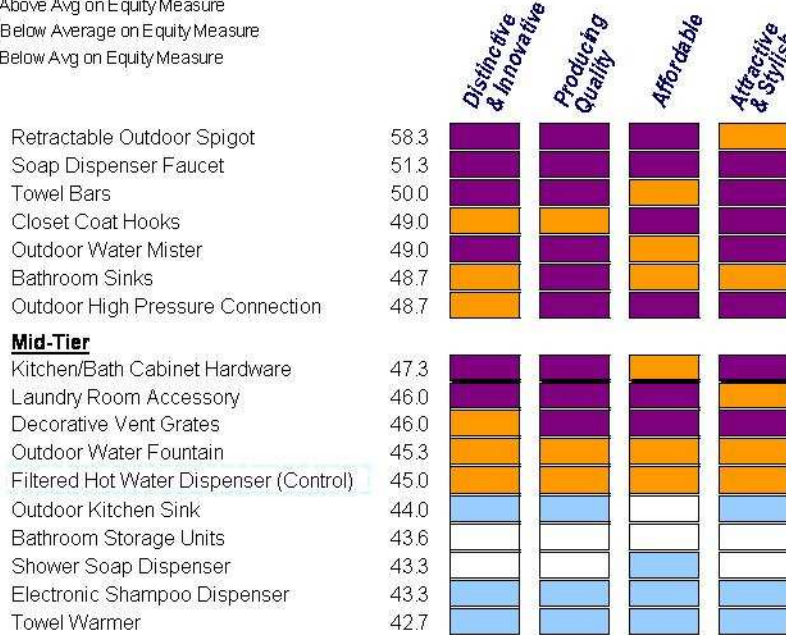 Above Avg on Equity Measure
Below Average on Equity Measure
Below Avg on Equity Measure
Distinctive & Innovative
Producing Quality
Affordable
Attractive & Stylish
Retractable Outdoor Spigot 58.3
Soap Dispenser Faucet 51.3
Towel Bars 50.0
Closet Coat Hooks 49.0
Outdoor Water Mister 49.0
Bathroom Sinks 48.7
Outdoor High Pressure Connection 48.7
Mid-Tier
Kitchen/Bath Cabinet Hardware 47.3
Laundry Room Accessory 46.0
Decorative Vent Grates 46.0
Outdoor Water Fountain 45.3
Filtered Hot Water Dispenser (Control) 45.0
Outdoor Kitchen Sink 44.0
Bathroom Storage Units 43.6
Shower Soap Dispenser 43.3
Electronic Shampoo Dispenser 43.3
Towel Warmer 42.7